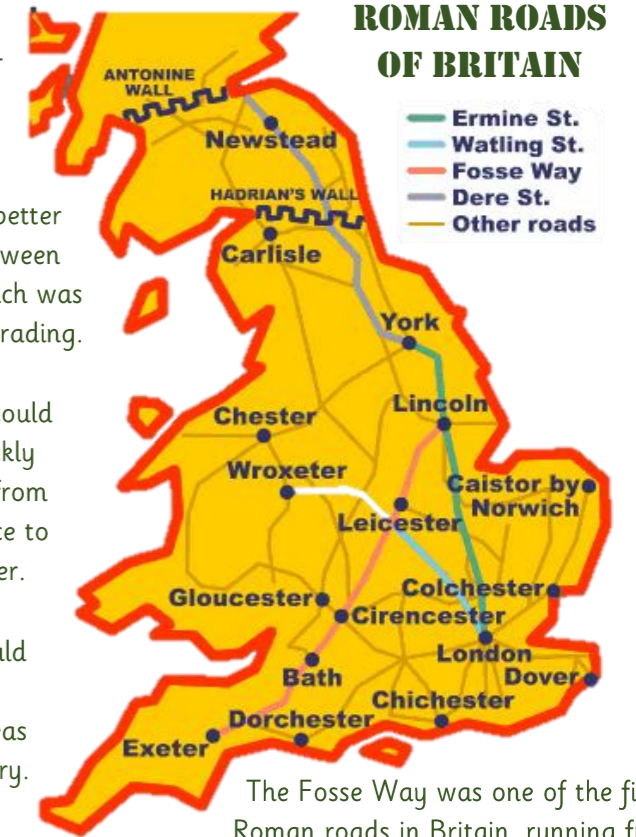 ROMAN ROADS
OF BRITAIN
Ermine St.
Watling St.
Fosse Way
Dere St.
Other roads
ANTONINE
WALL
Newstead
HADRIAN'S WALL
Carlisle
York
Lincoln
Chester
Wroxeter
Caistor by
Norwich
Leicester
Colchester
Gloucester
Cirencester
London
Dover
Bath
Chichester
Dorchester
Exeter
better
ween
ch was
rading.
ould
kly
from
ce to
er.
uld
as
ry.
The Fosse Way was one of the fi
Roman roads in Britain, running f